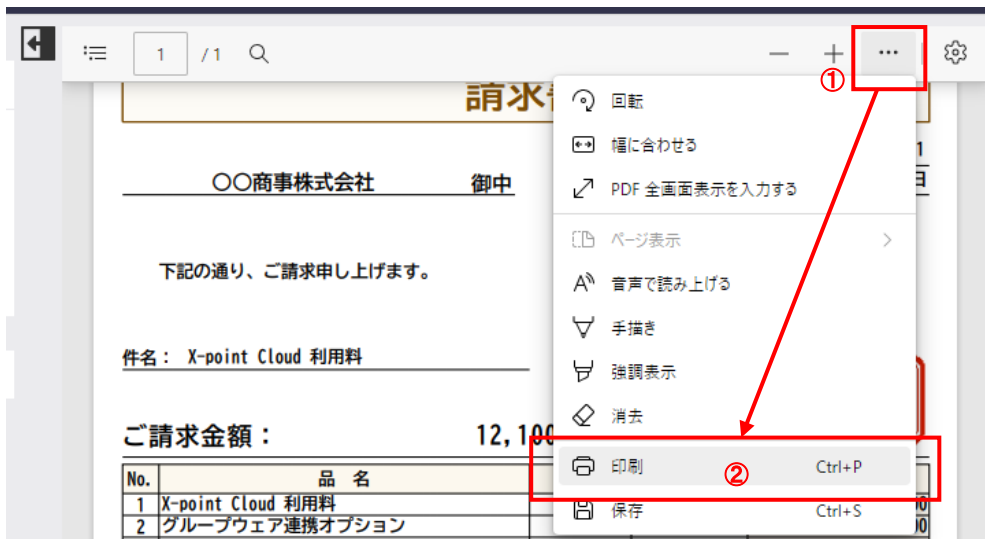 1 /1
①
請求
回転
幅に合わせる
1
〇〇商事株式会社 御中
PDF 全画面表示を入力する
日
ページ表示
下記の通り、ご請求申し上げます。
音声で読み上げる
手描き
件名： X-point Cloud 利用料
強調表示
消去
ご請求金額： 12,100
印刷 ② Ctrl+P
No. 品 名
1 X-point Cloud 利用料
保存 Ctrl+S
2 グループウェア連携オプション